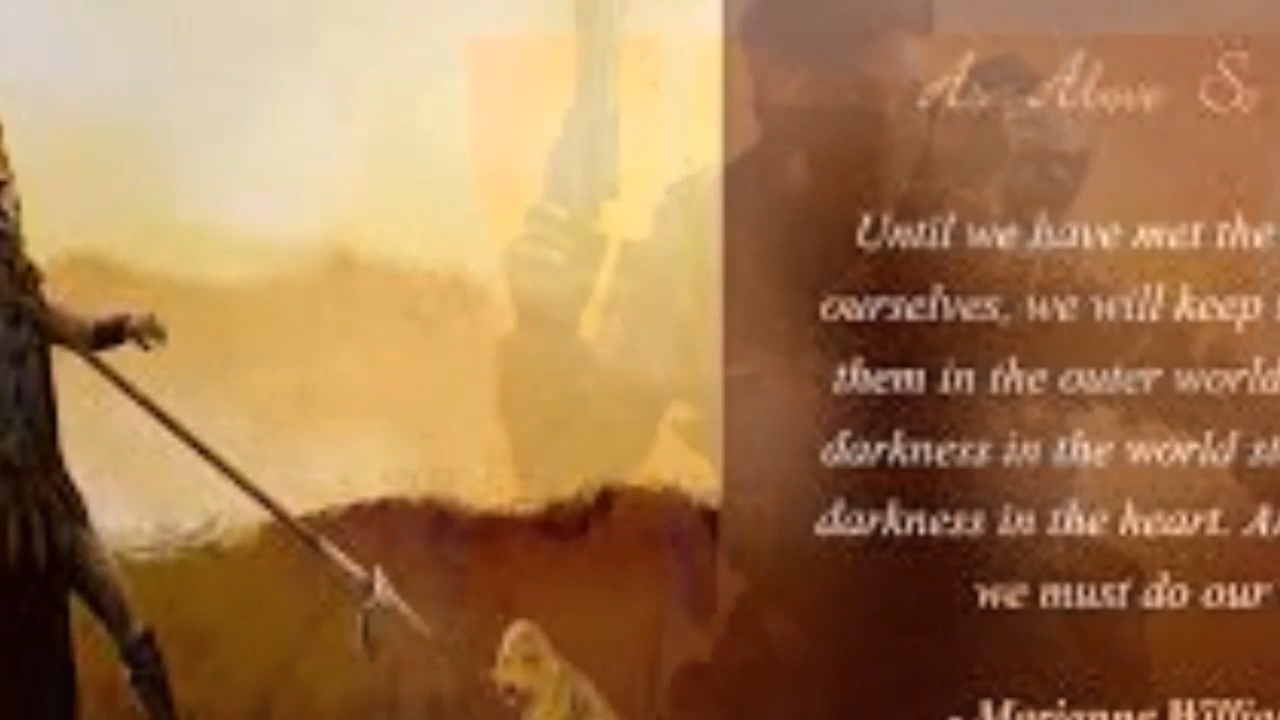 As Above So
Until we have met the
ourselves, we will keep
them in the outer world
darkness in the world
darkness in the heart.
we must do our
- Marianne